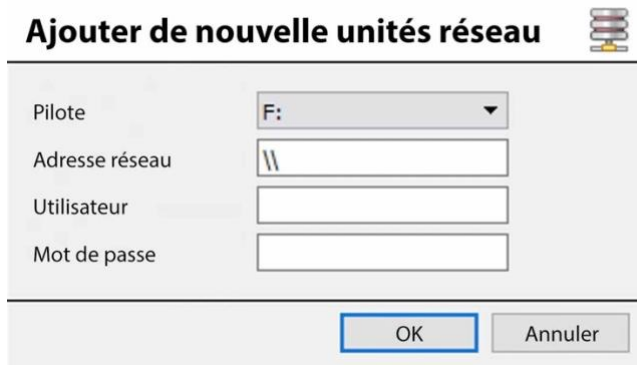 Ajouter de nouvelle unités réseau
Pilote F:
Adresse réseau \\
Utilisateur
Mot de passe
OK Annuler